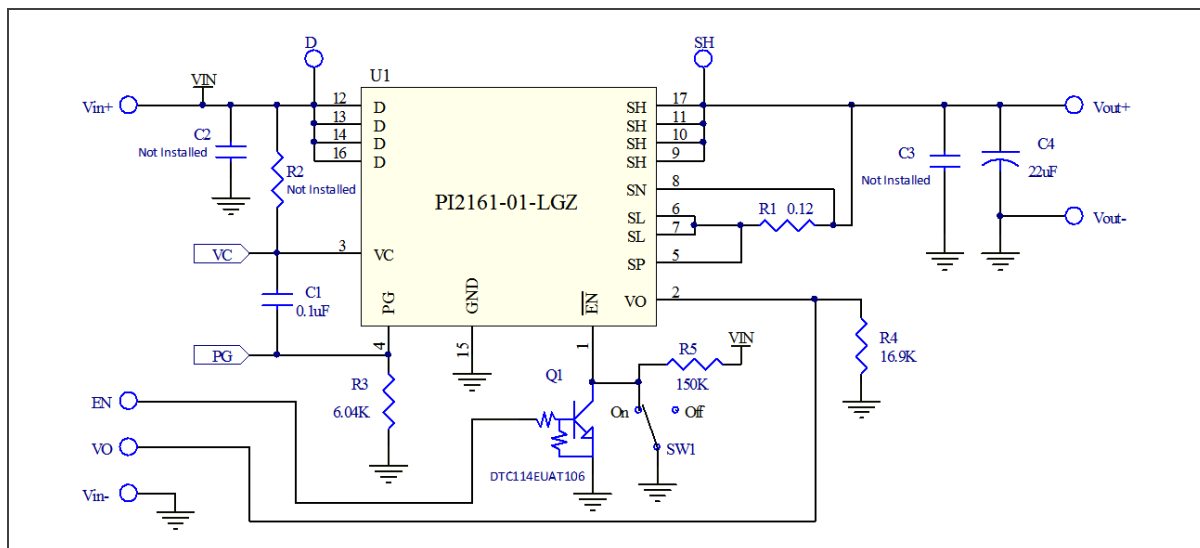 D
SH
U1
VIN
Vin+
12
D
SH
17
Vout+
13
D
SH
11
C2
Not Installed
14
D
SH
10
16
D
SH
9
C3
Not Installed
C4
22uF
R2
Not Installed
PI2161-01-LGZ
SN
8
SL
6
R1 0.12
SL
7
Vout-
VC
3
VC
SP
5
C1
0.1uF
PG
GND
EN
VO
2
PG
4
15
1
R5
150K
VIN
R4
16.9K
R3
6.04K
Q1
EN
On
Off
VO
SW1
DTC114EUAT106
Vin-